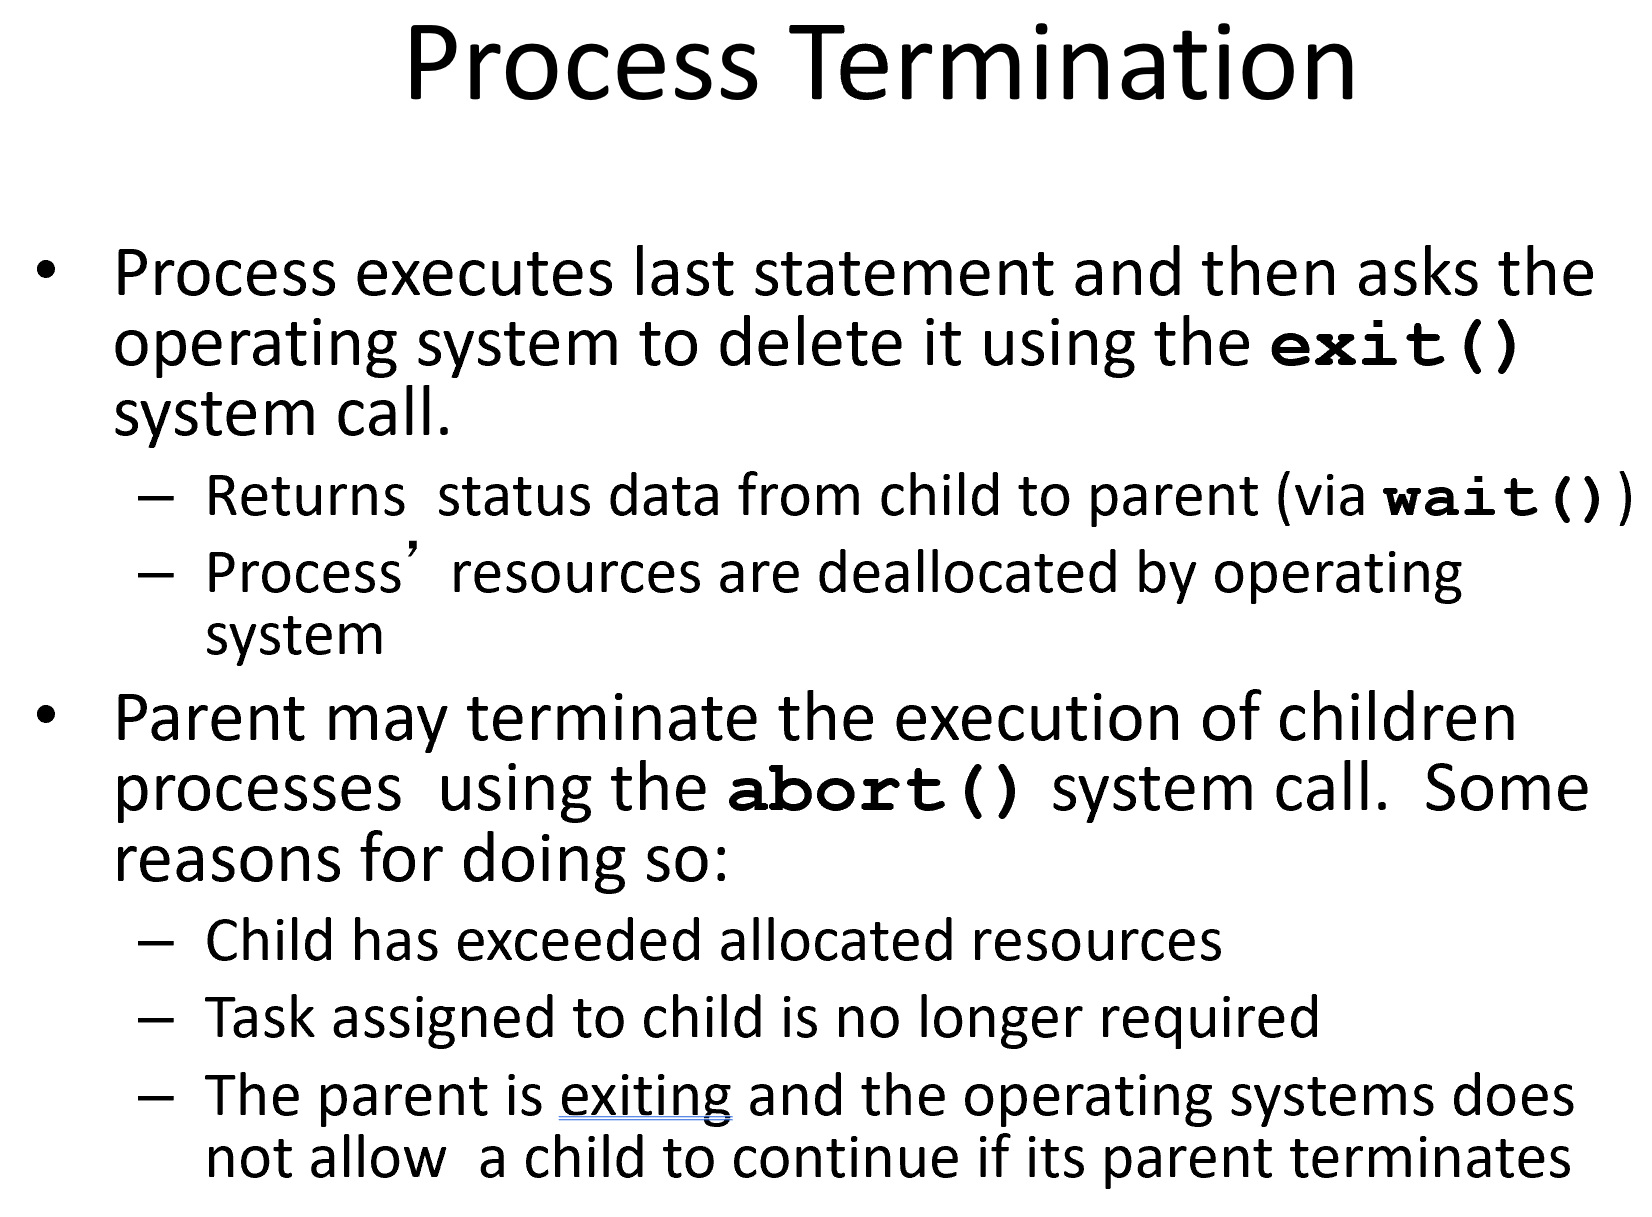 Process Termination
• Process executes last statement and then asks the
operating system to delete it using the exit()
system call.
– Returns  status data from child to parent (via wait())
– Process’ resources are deallocated by operating
system
• Parent may terminate the execution of children
processes  using the abort() system call.  Some
reasons for doing so:
– Child has exceeded allocated resources
– Task assigned to child is no longer required
– The parent is exiting and the operating systems does
not allow  a child to continue if its parent terminates